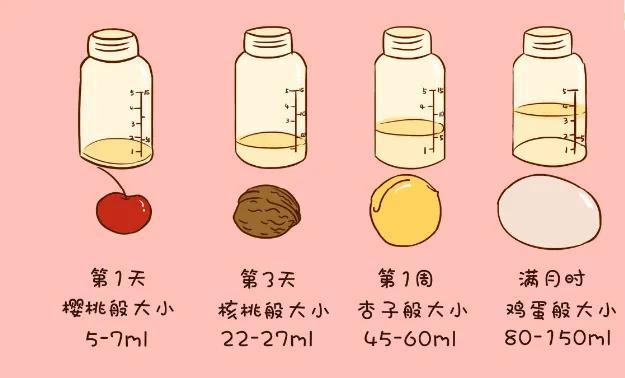 第1天
樱桃般大小
5-7ml
第3天
核桃般大小
22-27ml
第1周
杏子般大小
45-60ml
满月时
鸡蛋般大小
80-150ml